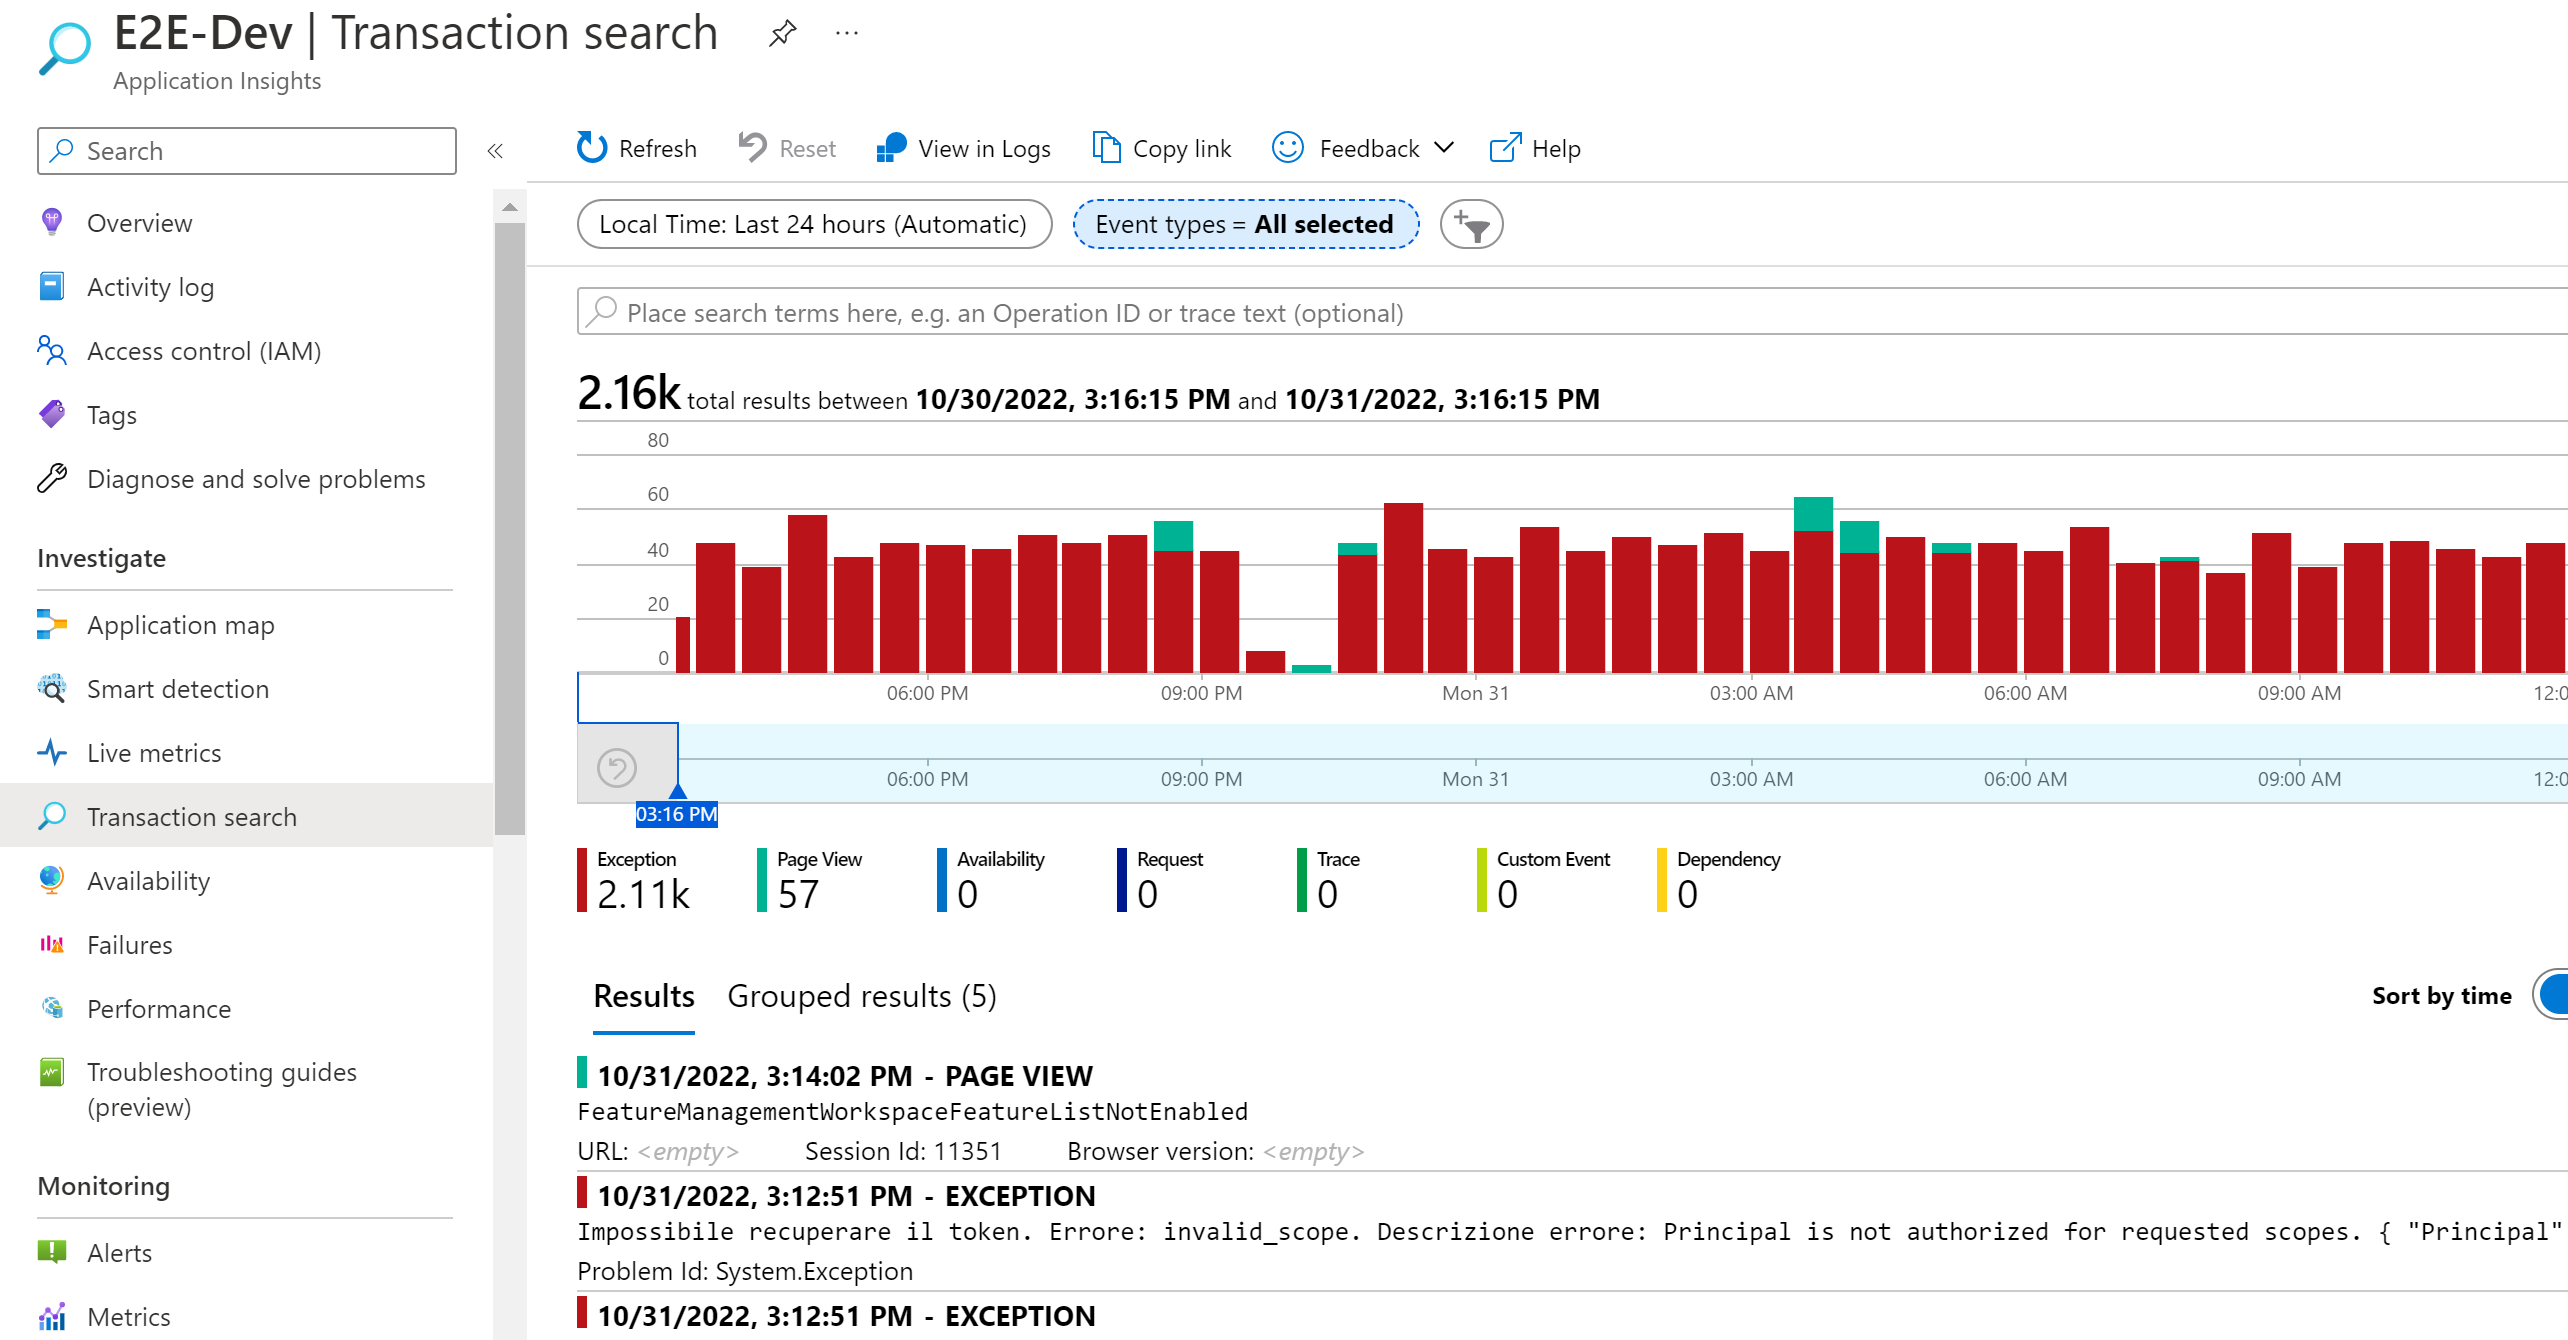 E2E-Dev | Transaction search
Application Insights
Search
Overview
Activity log
Access control (IAM)
Tags
Diagnose and solve problems
Investigate
Application map
Smart detection
Live metrics
Transaction search
Availability
Failures
Performance
Troubleshooting guides
(preview)
Monitoring
Alerts
Metrics
Refresh Reset View in Logs Copy link Feedback Help
Local Time: Last 24 hours (Automatic) Event types = All selected
Place search terms here, e.g. an Operation ID or trace text (optional)
2.16k total results between 10/30/2022, 3:16:15 PM and 10/31/2022, 3:16:15 PM
80
60
40
20
0
06:00 PM 09:00 PM Mon 31 03:00 AM 06:00 AM 09:00 AM 12:0
06:00 PM 09:00 PM Mon 31 03:00 AM 06:00 AM 09:00 AM 12:0
03:16 PM
Exception Page View Availability Request Trace Custom Event Dependency
2.11k 57 0 0 0 0 0
Results Grouped results (5) Sort by time
10/31/2022, 3:14:02 PM - PAGE VIEW
FeatureManagementWorkspaceFeatureListNotEnabled
URL: <empty> Session Id: 11351 Browser version: <empty>
10/31/2022, 3:12:51 PM - EXCEPTION
Impossibile recuperare il token. Errore: invalid_scope. Descrizione errore: Principal is not authorized for requested scopes. { "Principal"
Problem Id: System.Exception
10/31/2022, 3:12:51 PM - EXCEPTION